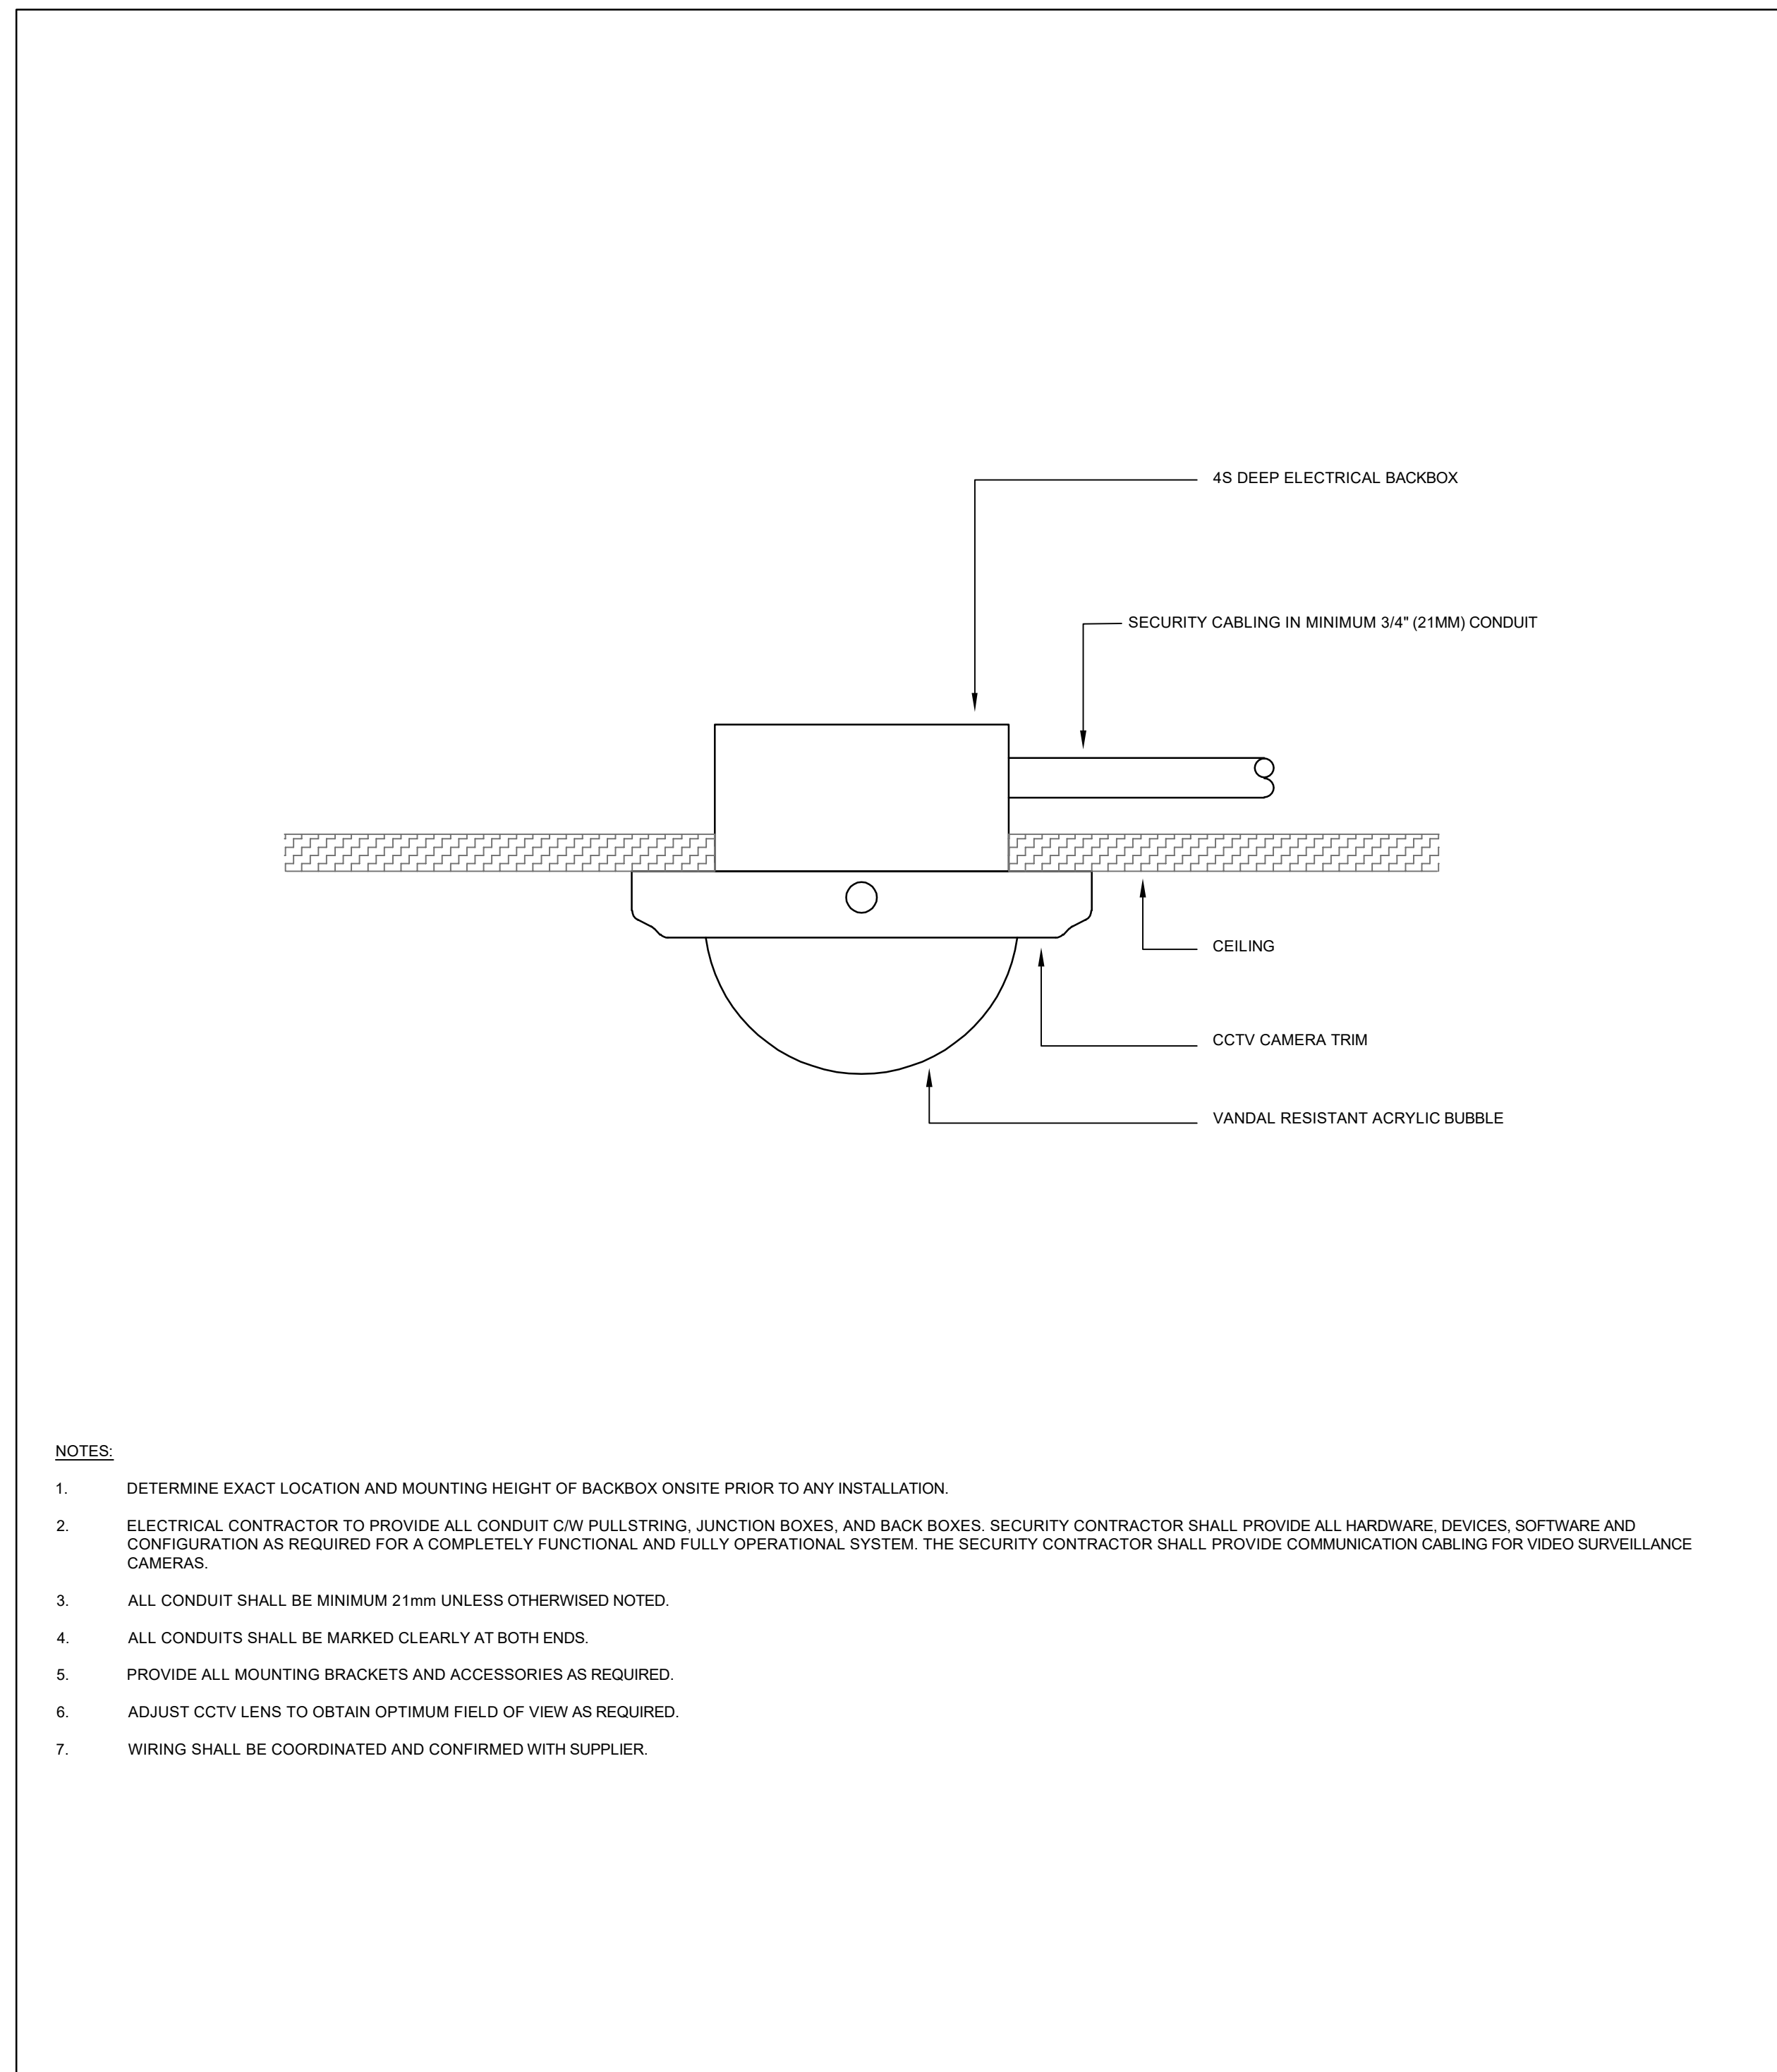 4S DEEP ELECTRICAL BACKBOX
SECURITY CABLING IN MINIMUM 3/4" (21MM) CONDUIT
CEILING
CCTV CAMERA TRIM
VANDAL RESISTANT ACRYLIC BUBBLE
NOTES:
1. DETERMINE EXACT LOCATION AND MOUNTING HEIGHT OF BACKBOX ONSITE PRIOR TO ANY INSTALLATION.
2. ELECTRICAL CONTRACTOR TO PROVIDE ALL CONDUIT C/W PULLSTRING, JUNCTION BOXES, AND BACK BOXES. SECURITY CONTRACTOR SHALL PROVIDE ALL HARDWARE, DEVICES, SOFTWARE AND
CONFIGURATION AS REQUIRED FOR A COMPLETELY FUNCTIONAL AND FULLY OPERATIONAL SYSTEM. THE SECURITY CONTRACTOR SHALL PROVIDE COMMUNICATION CABLING FOR VIDEO SURVEILLANCE
CAMERAS.
3. ALL CONDUIT SHALL BE MINIMUM 21mm UNLESS OTHERWISED NOTED.
4. ALL CONDUITS SHALL BE MARKED CLEARLY AT BOTH ENDS.
5. PROVIDE ALL MOUNTING BRACKETS AND ACCESSORIES AS REQUIRED.
6. ADJUST CCTV LENS TO OBTAIN OPTIMUM FIELD OF VIEW AS REQUIRED.
7. WIRING SHALL BE COORDINATED AND CONFIRMED WITH SUPPLIER.